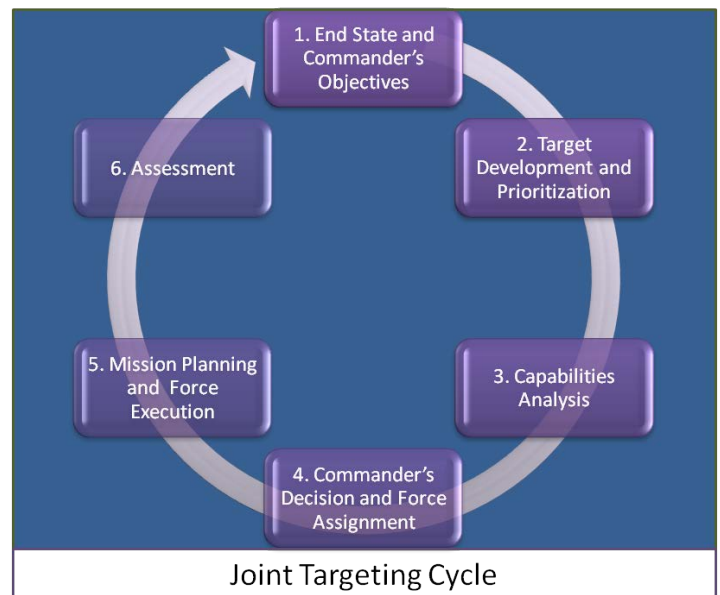 1. End State and
Commander's
Objectives
2. Target
Development and
Prioritization
3. Capabilities
Analysis
4. Commander's
Decision and Force
Assignment
5. Mission Planning
and Force
Execution
6. Assessment
Joint Targeting Cycle